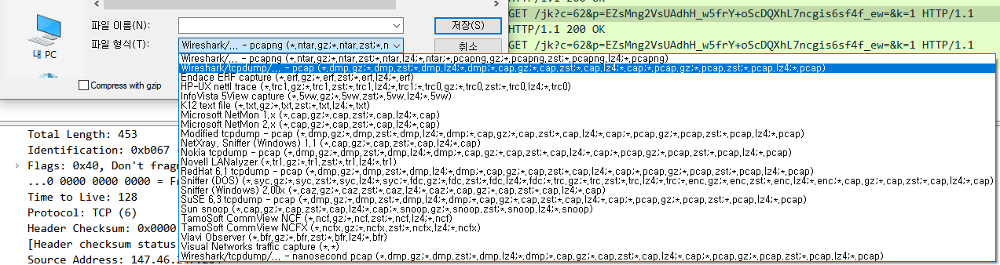 HTTP/1.1 200 OK
GET /jk?c=62&p=EZsMng2VsUAdhH_w5frY+oScDQXhL7ncgis6sf4f_ew=&k=1 HTTP/1.1
HTTP/1.1 200 OK
GET /jk?c=62&p=EZsMng2VsUAdhH_w5frY+oScDQXhL7ncgis6sf4f_ew=&k=1 HTTP/1.1
내 PC
파일 이름(N):
저장(S)
파일 형식(T):
Wireshark/... - pcapng (*.ntar.gz;*.ntar.zst;*.n
취소
Compress with gzip
Wireshark/... - pcapng (*.ntar.gz;*.ntar.zst;*.ntar.lz4;*.ntar;*.pcapng.gz;*.pcapng.zst;*.pcapng.lz4;*.pcapng)
Wireshark/tcpdump/... - pcap (*.dmp.gz;*.dmp.zst;*.dmp.lz4;*.dmp;*.cap.gz;*.cap.zst;*.cap.lz4;*.cap;*.pcap.gz;*.pcap.zst;*.pcap.lz4;*.pcap)
Endace ERF capture (*.erf.gz;*.erf.zst;*.erf.lz4;*.erf)
HP-UX nettl trace (*.trc1.gz;*.trc1.zst;*.trc1.lz4;*.trc1;*.trc0.gz;*.trc0.zst;*.trc0.lz4;*.trc0)
InfoVista 5View capture (*.5vw.gz;*.5vw.zst;*.5vw.lz4;*.5vw)
K12 text file (*.txt.gz;*.txt.zst;*.txt.lz4;*.txt)
Microsoft NetMon 1.x (*.cap.gz;*.cap.zst;*.cap.lz4;*.cap)
Microsoft NetMon 2.x (*.cap.gz;*.cap.zst;*.cap.lz4;*.cap)
Modified tcpdump - pcap (*.dmp.gz;*.dmp.zst;*.dmp.lz4;*.dmp;*.cap.gz;*.cap.zst;*.cap.lz4;*.cap;*.pcap.gz;*.pcap.zst;*.pcap.lz4;*.pcap)
NetXray, Sniffer (Windows) 1.1 (*.cap.gz;*.cap.zst;*.cap.lz4;*.cap)
Nokia tcpdump - pcap (*.dmp.gz;*.dmp.zst;*.dmp.lz4;*.dmp;*.cap.gz;*.cap.zst;*.cap.lz4;*.cap;*.pcap.gz;*.pcap.zst;*.pcap.lz4;*.pcap)
Novell LANalyzer (*.tr1.gz;*.tr1.zst;*.tr1.lz4;*.tr1)
RedHat 6.1 tcpdump - pcap (*.dmp.gz;*.dmp.zst;*.dmp.lz4;*.dmp;*.cap.gz;*.cap.zst;*.cap.lz4;*.cap;*.pcap.gz;*.pcap.zst;*.pcap.lz4;*.pcap)
Sniffer (DOS) (*.syc.gz;*.syc.zst;*.syc.lz4;*.syc;*.fdc.gz;*.fdc.zst;*.fdc.lz4;*.fdc;*.trc.gz;*.trc.zst;*.trc.lz4;*.trc;*.enc.gz;*.enc.zst;*.enc.lz4;*.enc;*.cap.gz;*.cap.zst;*.cap.lz4;*.cap)
Sniffer (Windows) 2.00x (*.caz.gz;*.caz.zst;*.caz.lz4;*.caz;*.cap.gz;*.cap.zst;*.cap.lz4;*.cap)
SuSE 6.3 tcpdump - pcap (*.dmp.gz;*.dmp.zst;*.dmp.lz4;*.dmp;*.cap.gz;*.cap.zst;*.cap.lz4;*.cap;*.pcap.gz;*.pcap.zst;*.pcap.lz4;*.pcap)
Sun snoop (*.cap.gz;*.cap.zst;*.cap.lz4;*.cap;*.snoop.gz;*.snoop.zst;*.snoop.lz4;*.snoop)
TamoSoft CommView NCF (*.ncf.gz;*.ncf.zst;*.ncf.lz4;*.ncf)
TamoSoft CommView NCFX (*.ncfx.gz;*.ncfx.zst;*.ncfx.lz4;*.ncfx)
Viavi Observer (*.bfr.gz;*.bfr.zst;*.bfr.lz4;*.bfr)
Visual Networks traffic capture (*.*)
Wireshark/tcpdump/... - nanosecond pcap (*.dmp.gz;*.dmp.zst;*.dmp.lz4;*.dmp;*.cap.gz;*.cap.zst;*.cap.lz4;*.cap;*.pcap.gz;*.pcap.zst;*.pcap.lz4;*.pcap)
Total Length: 453
Identification: 0xb067
Flags: 0x40, Don't fragm
...0 0000 0000 0000 = Fr
Time to Live: 128
Protocol: TCP (6)
Header Checksum: 0x0000
[Header checksum status
Source Address: 147.46.247.204